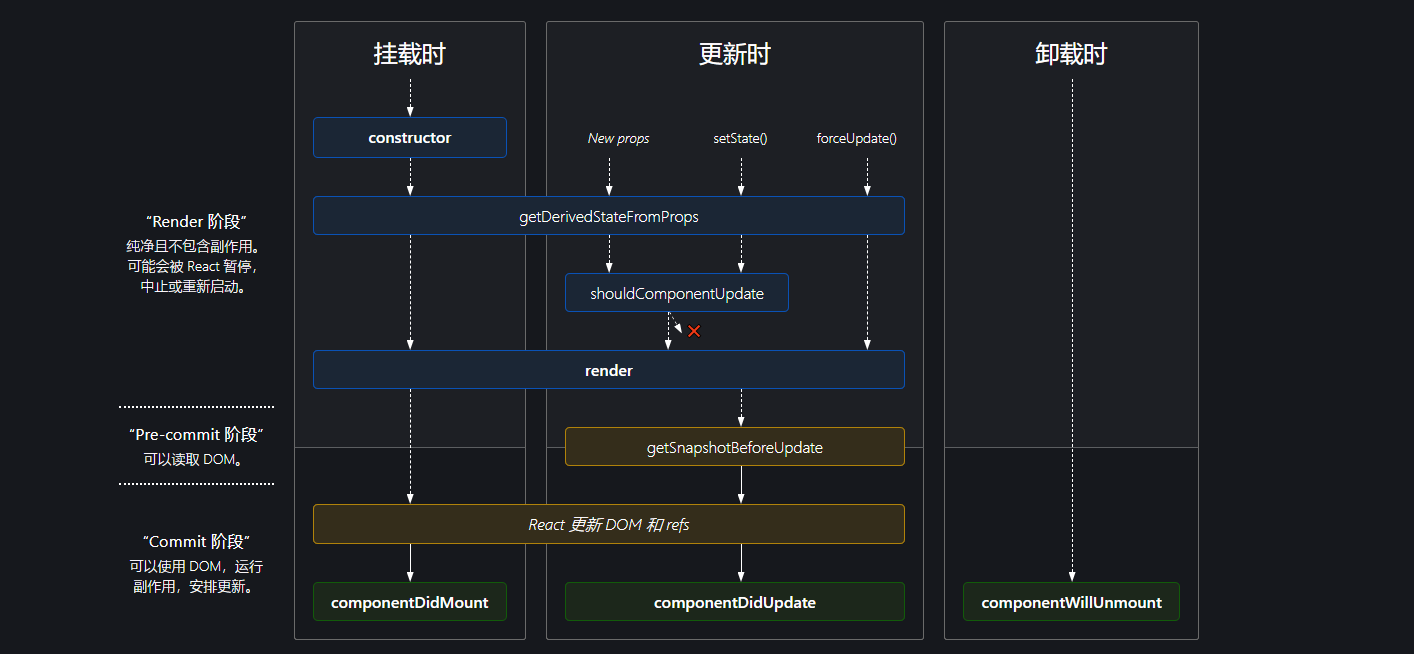 挂载时
更新时
卸载时
constructor
New props
setState()
forceUpdate()
getDerivedStateFromProps
“Render 阶段”
纯净且不包含副作用。
可能会被 React 暂停，
中止或重新启动。
shouldComponentUpdate
render
“Pre-commit 阶段”
可以读取 DOM。
getSnapshotBeforeUpdate
React 更新 DOM 和 refs
“Commit 阶段”
可以使用 DOM，运行
副作用，安排更新。
componentDidMount
componentDidUpdate
componentWillUnmount